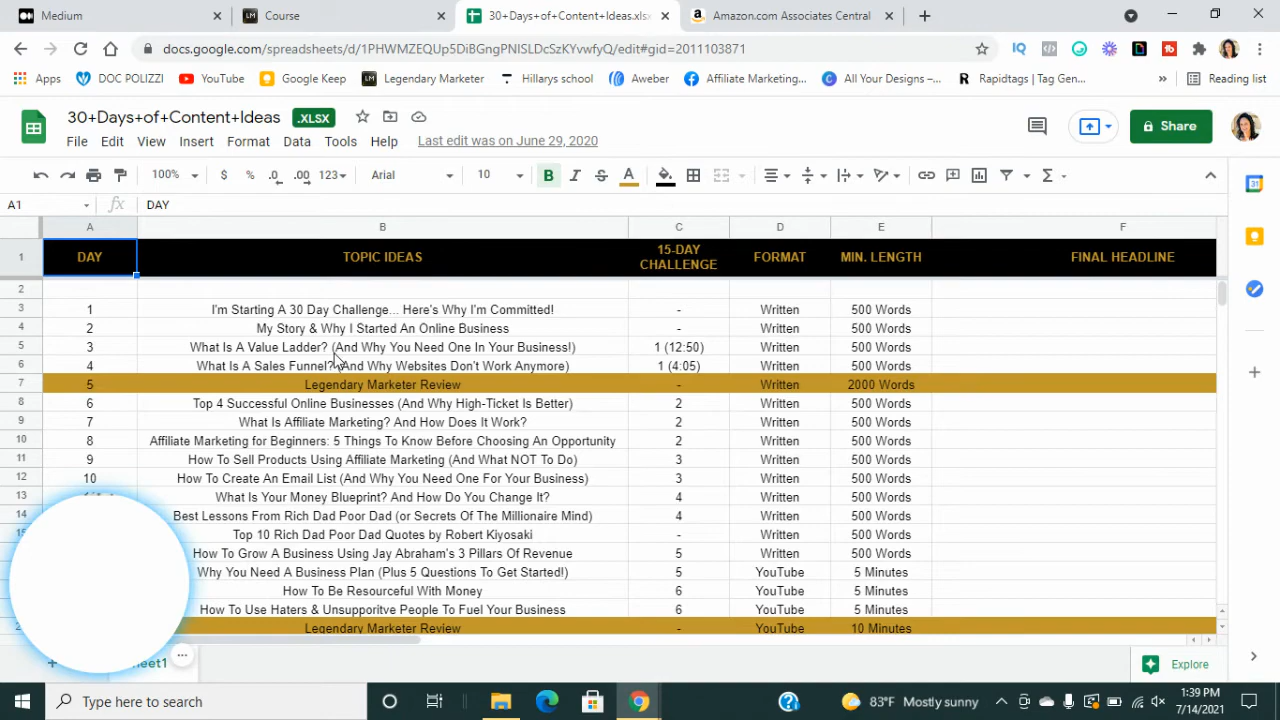 Medium
Course
30+Days+of+Content+Ideas.xlsx
Amazon.com Associates Central
docs.google.com/spreadsheets/d/1PHWMZEQUp5DiBGngPNISLDcSzKYvwfyQ/edit#gid=2011103871
Apps
DOC POLIZZI
YouTube
Google Keep
Legendary Marketer
Hillarys school
Aweber
Affiliate Marketing...
All Your Designs –...
Rapidtags | Tag Gen...
Reading list
30+Days+of+Content+Ideas .XLSX
File Edit View Insert Format Data Tools Help Last edit was on June 29, 2020
Share
100% $ % .0 .00 123 Arial 10 B I S A
A1 fx DAY
A B C D E F
1 DAY TOPIC IDEAS 15-DAY CHALLENGE FORMAT MIN. LENGTH FINAL HEADLINE
2
3 1 I'm Starting A 30 Day Challenge... Here's Why I'm Committed! - Written 500 Words
4 2 My Story & Why I Started An Online Business - Written 500 Words
5 3 What Is A Value Ladder? (And Why You Need One In Your Business!) 1 (12:50) Written 500 Words
6 4 What Is A Sales Funnel? (And Why Websites Don't Work Anymore) 1 (4:05) Written 500 Words
7 5 Legendary Marketer Review - Written 2000 Words
8 6 Top 4 Successful Online Businesses (And Why High-Ticket Is Better) 2 Written 500 Words
9 7 What Is Affiliate Marketing? And How Does It Work? 2 Written 500 Words
10 8 Affiliate Marketing for Beginners: 5 Things To Know Before Choosing An Opportunity 2 Written 500 Words
11 9 How To Sell Products Using Affiliate Marketing (And What NOT To Do) 3 Written 500 Words
12 10 How To Create An Email List (And Why You Need One For Your Business) 3 Written 500 Words
13 What Is Your Money Blueprint? And How Do You Change It? 4 Written 500 Words
14 Best Lessons From Rich Dad Poor Dad (or Secrets Of The Millionaire Mind) 4 Written 500 Words
Top 10 Rich Dad Poor Dad Quotes by Robert Kiyosaki - Written 500 Words
How To Grow A Business Using Jay Abraham's 3 Pillars Of Revenue 5 Written 500 Words
Why You Need A Business Plan (Plus 5 Questions To Get Started!) 5 YouTube 5 Minutes
How To Be Resourceful With Money 6 YouTube 5 Minutes
How To Use Haters & Unsupporitve People To Fuel Your Business 6 YouTube 5 Minutes
Legendary Marketer Review - YouTube 10 Minutes
Explore
Type here to search
83°F Mostly sunny
1:39 PM
7/14/2021